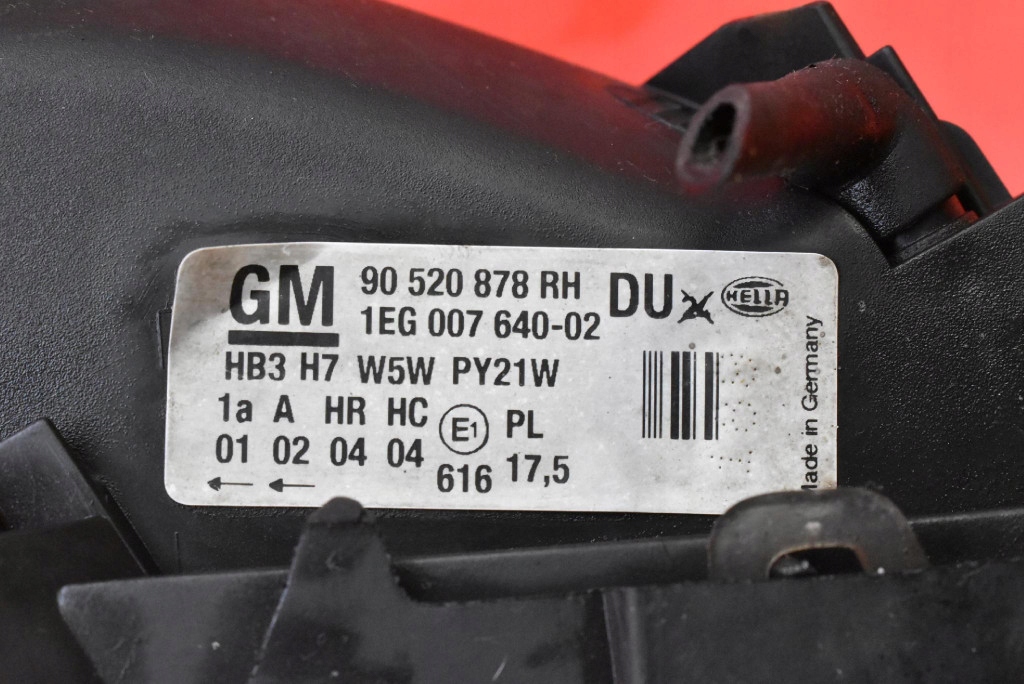 GM 90 520 878 RH DU HELLA
1EG 007 640-02
HB3 H7 W5W PY21W
1a A HR HC E1 PL
01 02 04 04 616 17,5
Made in Germany